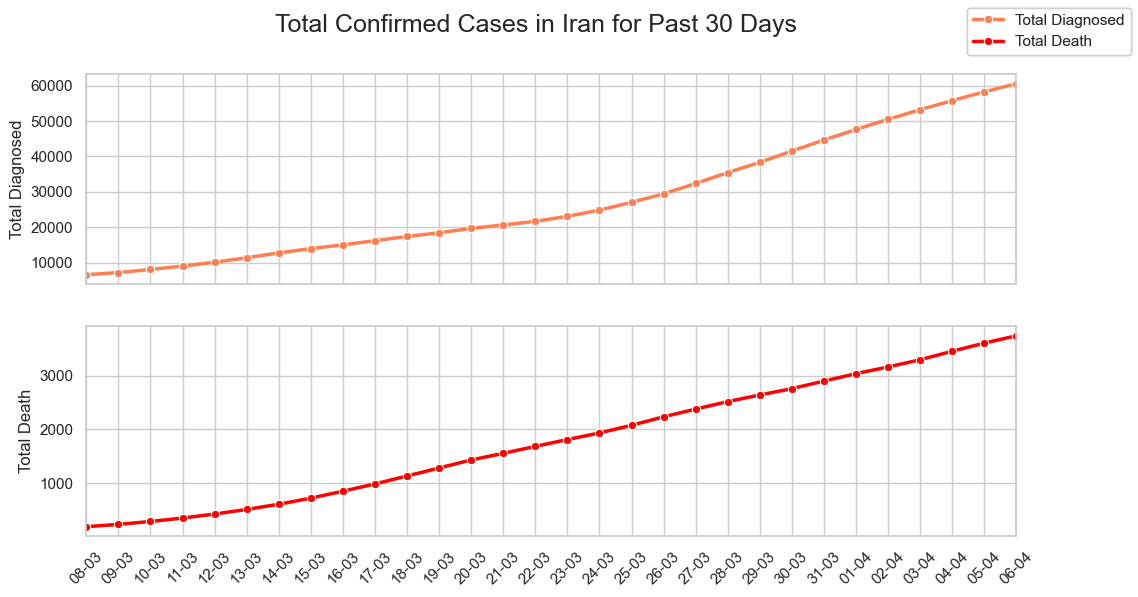 Total Confirmed Cases in Iran for Past 30 Days
Total Diagnosed
Total Death
Total Diagnosed
60000
50000
40000
30000
20000
10000
Total Death
3000
2000
1000
08-03 09-03 10-03 11-03 12-03 13-03 14-03 15-03 16-03 17-03 18-03 19-03 20-03 21-03 22-03 23-03 24-03 25-03 26-03 27-03 28-03 29-03 30-03 31-03 01-04 02-04 03-04 04-04 05-04 06-04